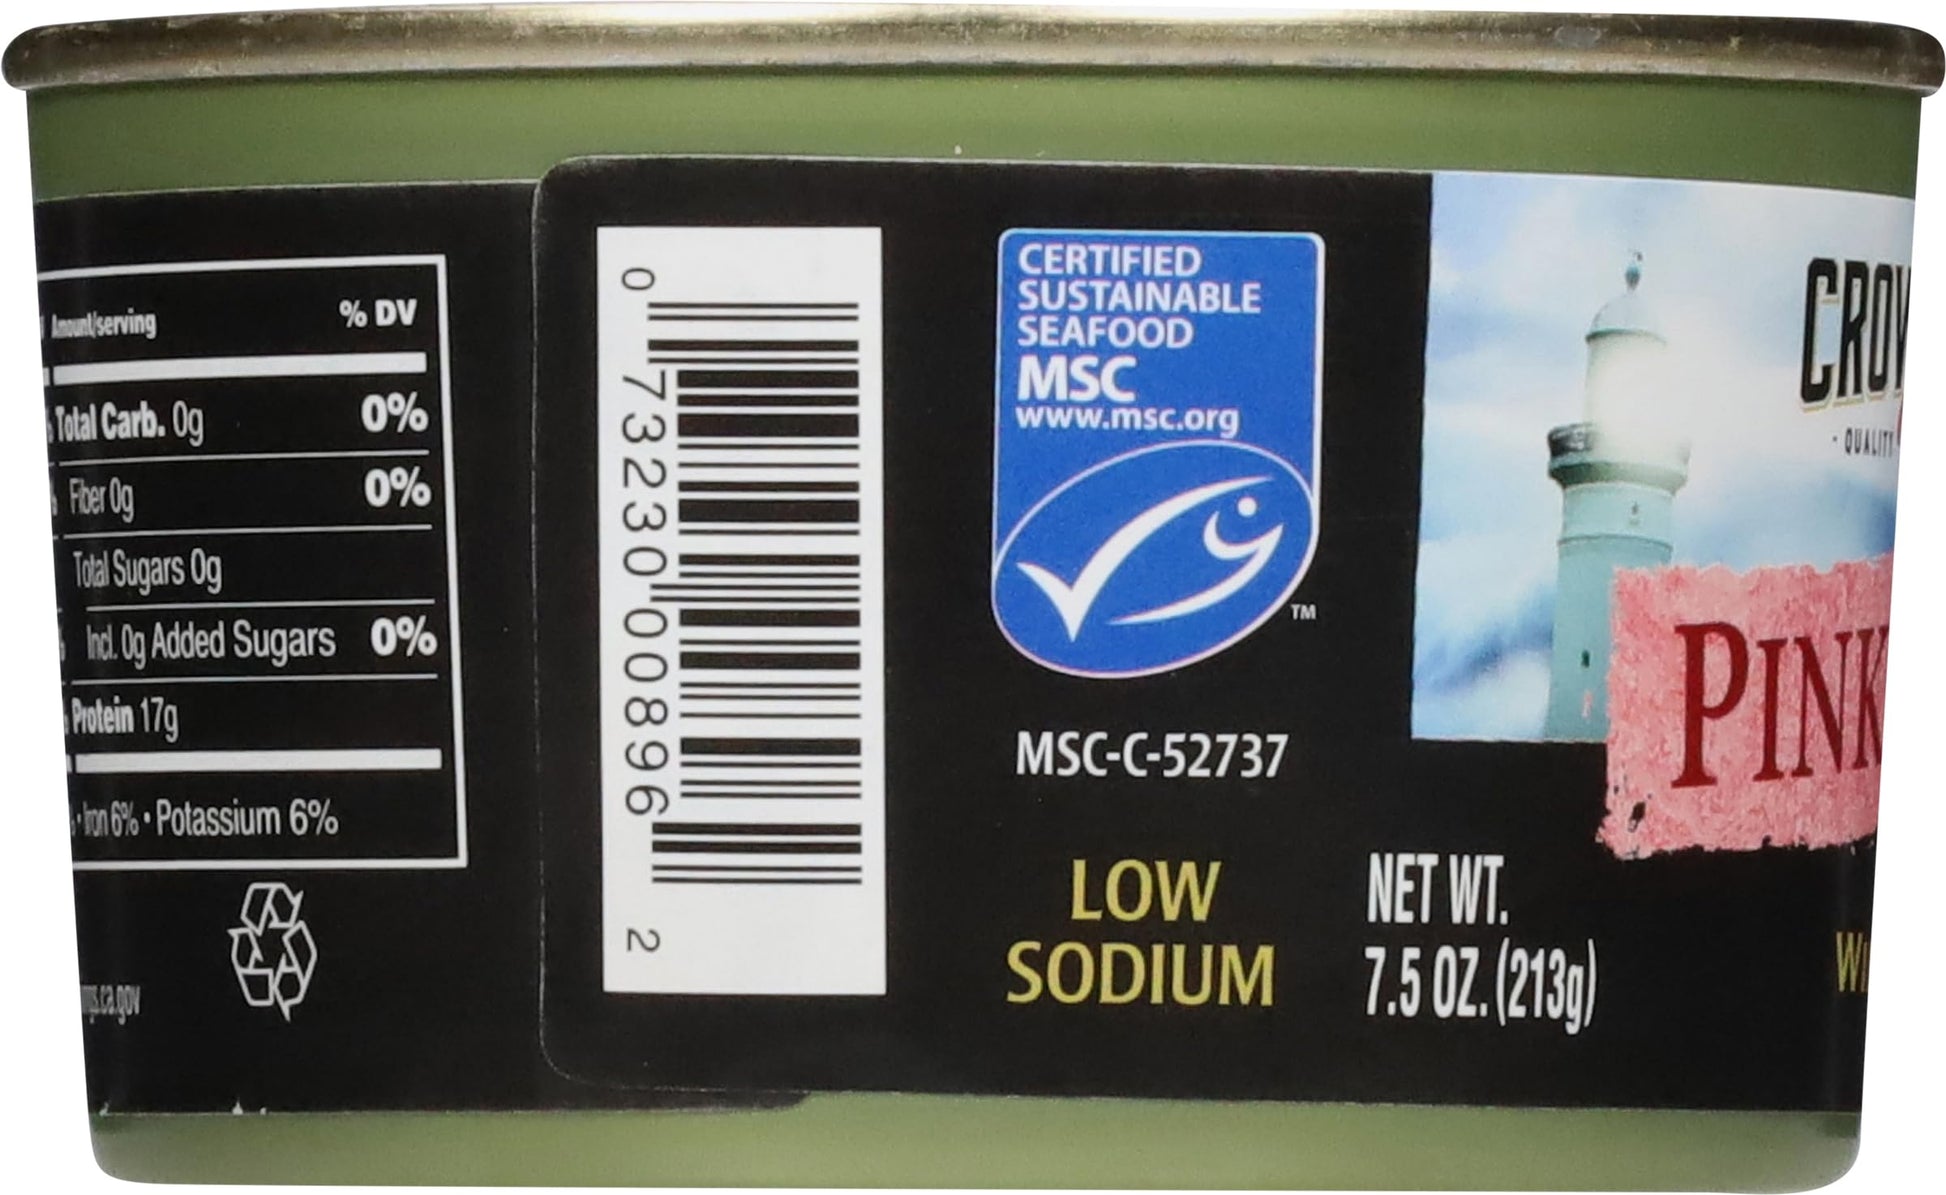 Amount/serving % DV
Total Carb. 0g 0%
Fiber 0g 0%
Total Sugars 0g
Incl. 0g Added Sugars 0%
Protein 17g
Iron 6% • Potassium 6%
0 73230 00896 2
CERTIFIED
SUSTAINABLE
SEAFOOD
MSC
www.msc.org
TM
MSC-C-52737
LOW
SODIUM
NET WT.
7.5 OZ. (213g)
- QUALITY
PINK